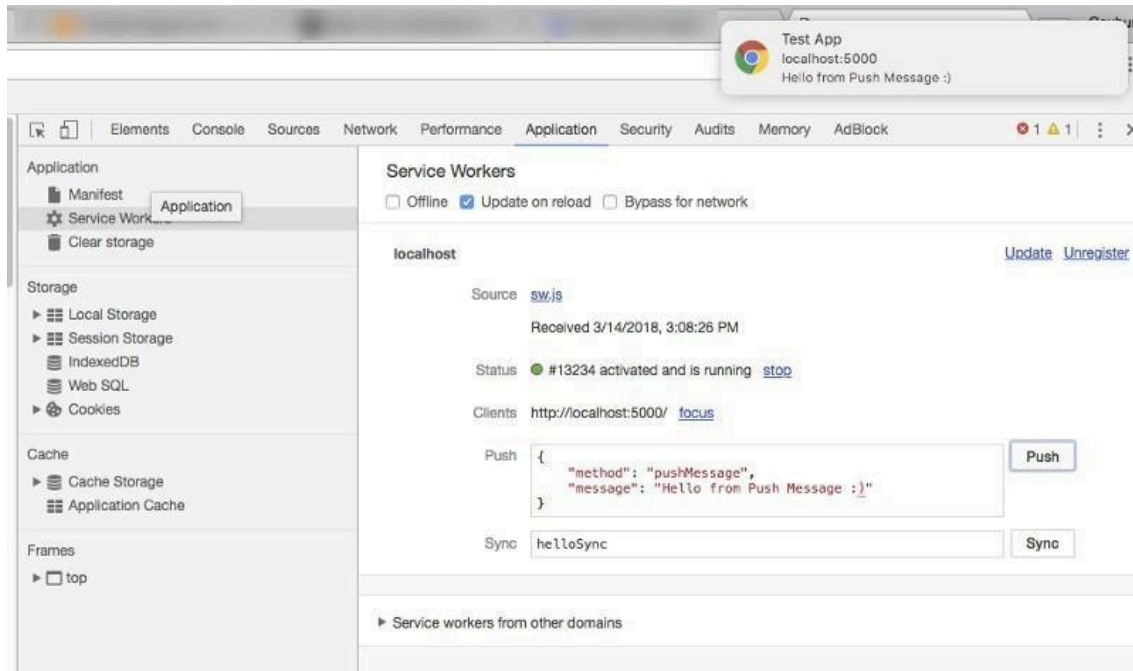 Test App
localhost:5000
Hello from Push Message :)
Elements Console Sources Network Performance Application Security Audits Memory AdBlock 1 1
Application
Manifest
Application
Service
Clear storage
Storage
Local Storage
Session Storage
IndexedDB
Web SQL
Cookies
Cache
Cache Storage
Application Cache
Frames
top
Service Workers
Offline Update on reload Bypass for network
localhost Update Unregister
Source sw.js
Received 3/14/2018, 3:08:26 PM
Status #13234 activated and is running stop
Clients http://localhost:5000/ focus
Push {
"method": "pushMessage",
"message": "Hello from Push Message :)"
}
Push
Sync helloSync Sync
Service workers from other domains